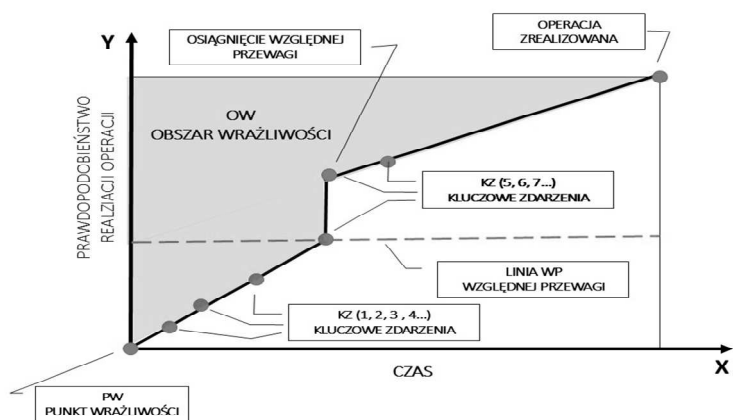 OPERACJA
ZREALIZOWANA
OSIĄGNIĘCIE WZGLĘDNEJ
PRZEWAGI
Y
OW
OBSZAR WRAŻLIWOŚCI
PRAWDOPODOBIEŃSTWO
REALZIACJI OPERACJI
KZ (5, 6, 7...)
KLUCZOWE ZDARZENIA
LINIA WP
WZGLĘDNEJ PRZEWAGI
KZ (1, 2, 3 , 4...)
KLUCZOWE ZDARZENIA
X
CZAS
PW
PUNKT WRAŻLIWOŚCI